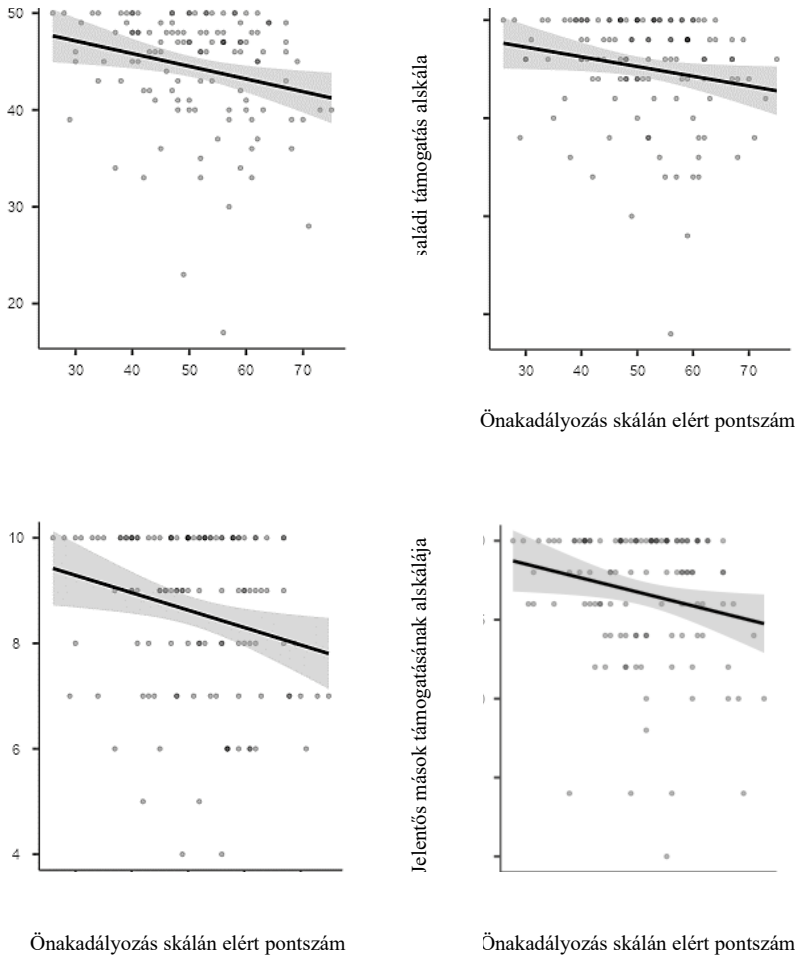 50
40
30
20
30 40 50 60 70
saládi támogatás alskála
30 40 50 60 70
Önakadályozás skálán elért pontszám
10
8
6
4
Jelentős mások támogatásának alskálája
Önakadályozás skálán elért pontszám
Önakadályozás skálán elért pontszám